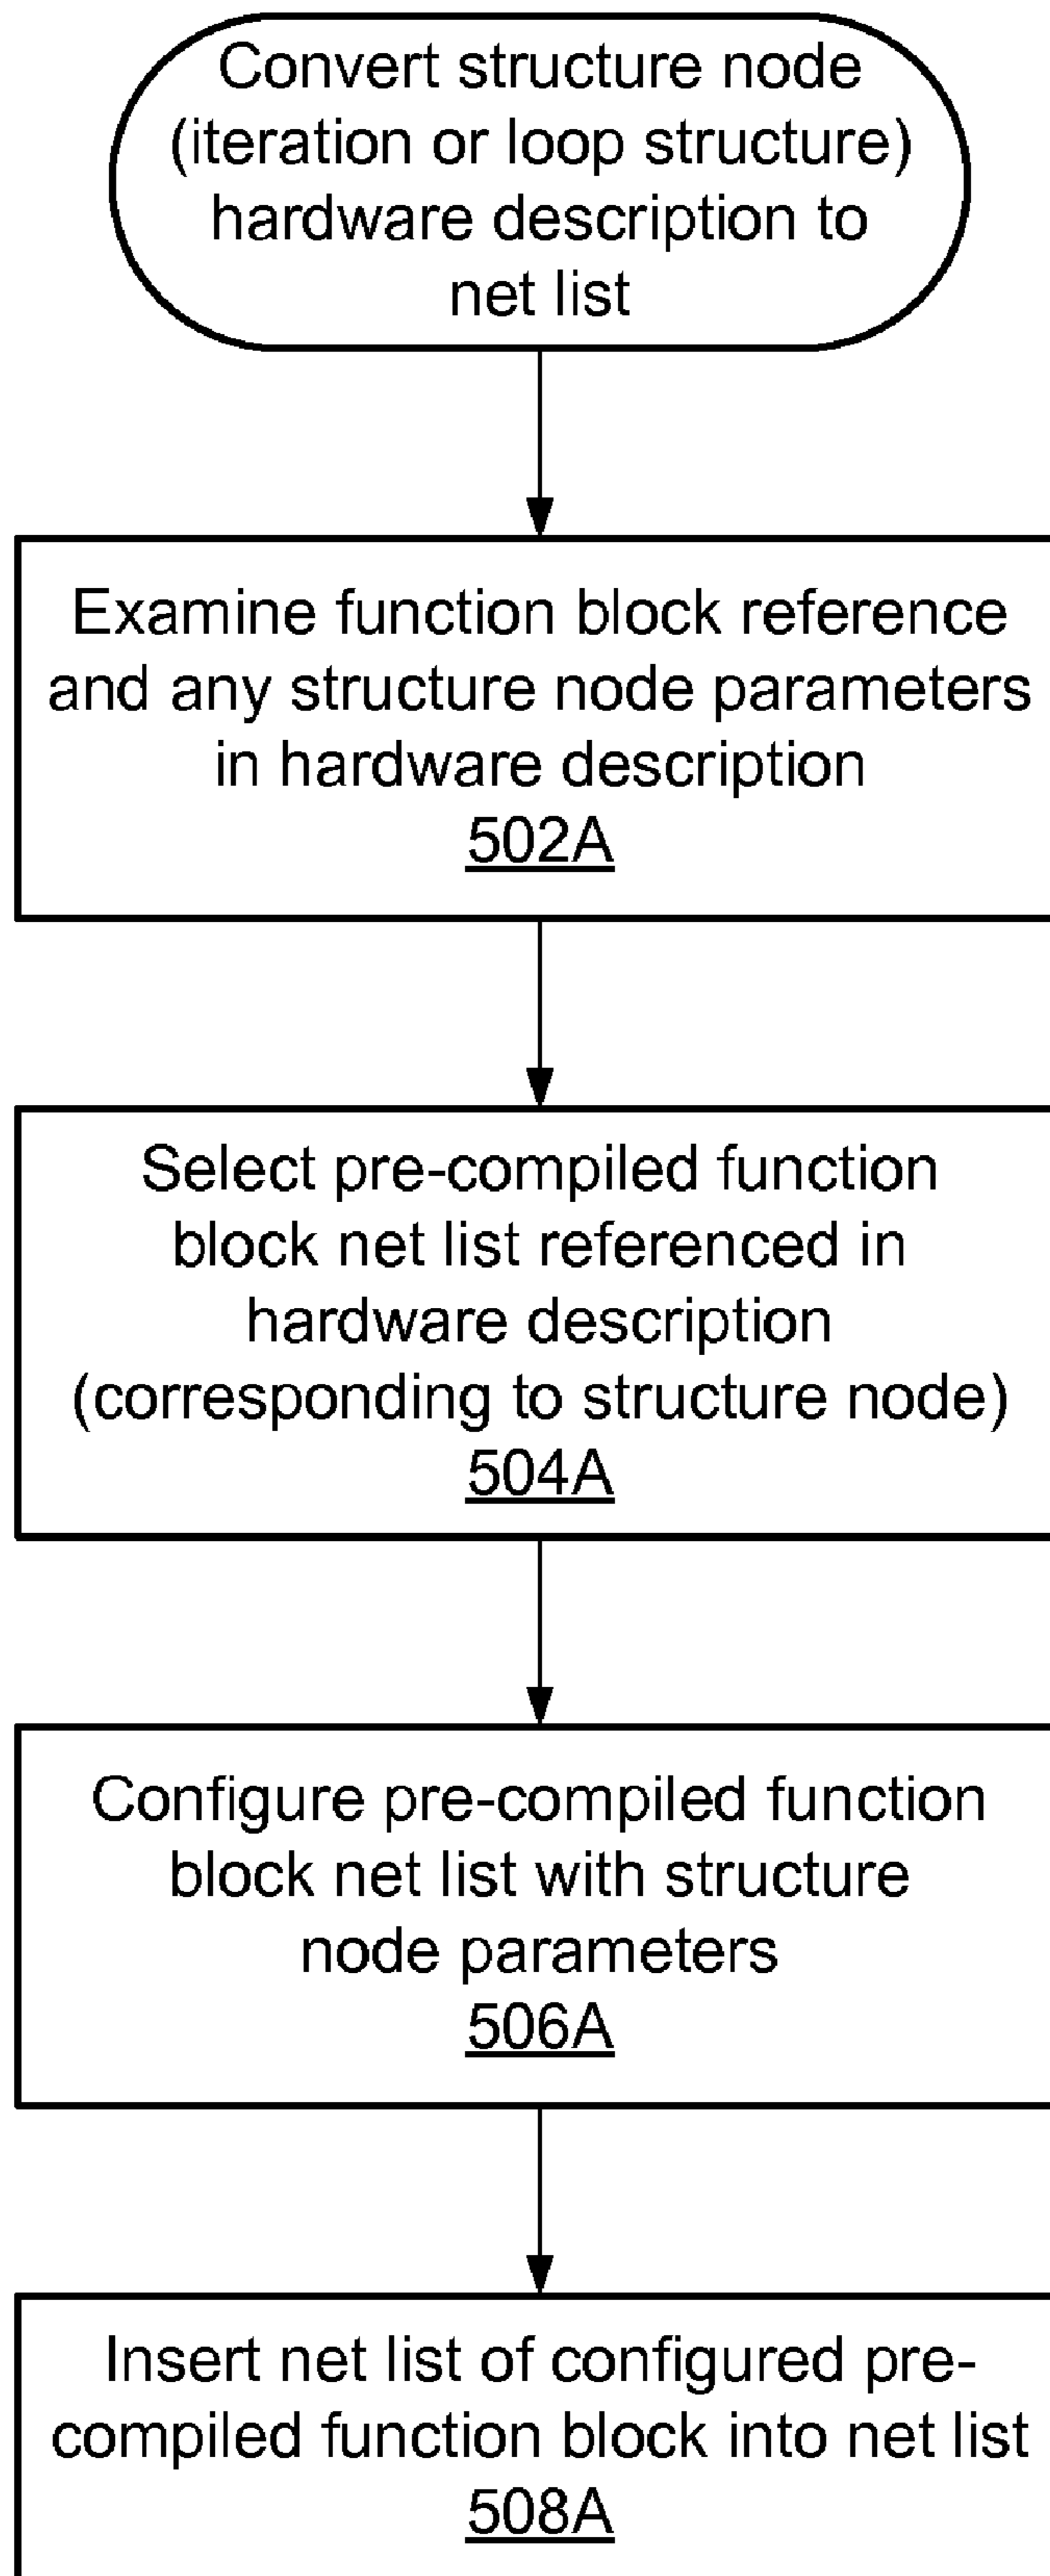 Convert structure node
(iteration or loop structure)
hardware description to
net list
Examine function block reference
and any structure node parameters
in hardware description
502A
Select pre-compiled function
block net list referenced in
hardware description
(corresponding to structure node)
504A
Configure pre-compiled function
block net list with structure
node parameters
506A
Insert net list of configured pre-
compiled function block into net list
508A